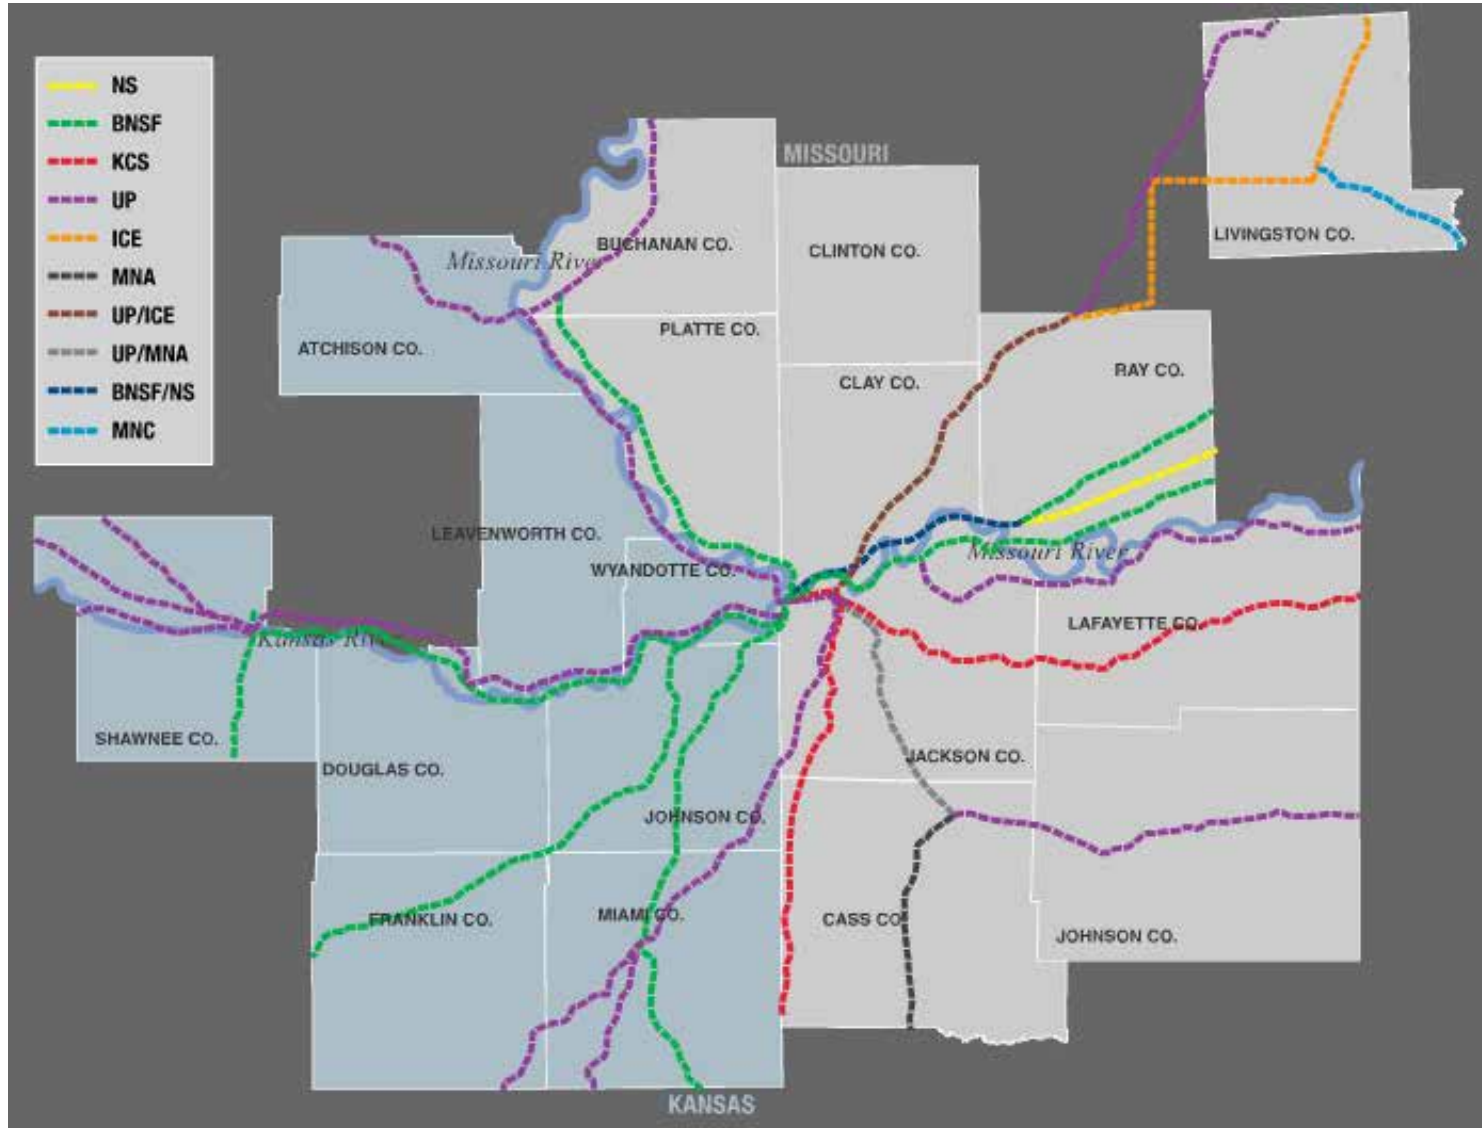 NS
BNSF
KCS
UP
ICE
MNA
UP/ICE
UP/MNA
BNSF/NS
MNC
MISSOURI
BUCHANAN CO.
Missouri River
CLINTON CO.
LIVINGSTON CO.
PLATTE CO.
ATCHISON CO.
CLAY CO.
RAY CO.
LEAVENWORTH CO.
WYANDOTTE CO.
Missouri River
Kansas River
LAFAYETTE CO.
SHAWNEE CO.
DOUGLAS CO.
JACKSON CO.
JOHNSON CO.
FRANKLIN CO.
MIAMI CO.
CASS CO
JOHNSON CO.
KANSAS